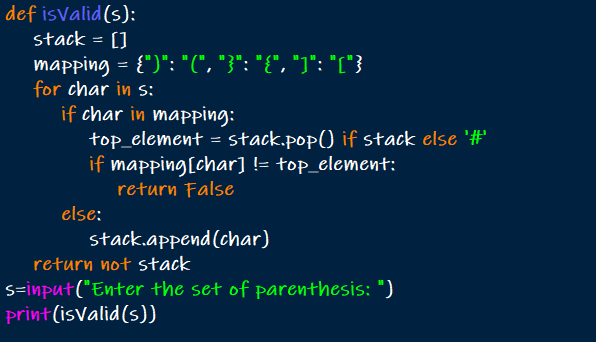 def isValid(s):
    stack = []
    mapping = {")": "(", "}": "{", "]": "["}
    for char in s:
        if char in mapping:
            top_element = stack.pop() if stack else '#'
            if mapping[char] != top_element:
                return False
        else:
            stack.append(char)
    return not stack
s=input("Enter the set of parenthesis: ")
print(isValid(s))